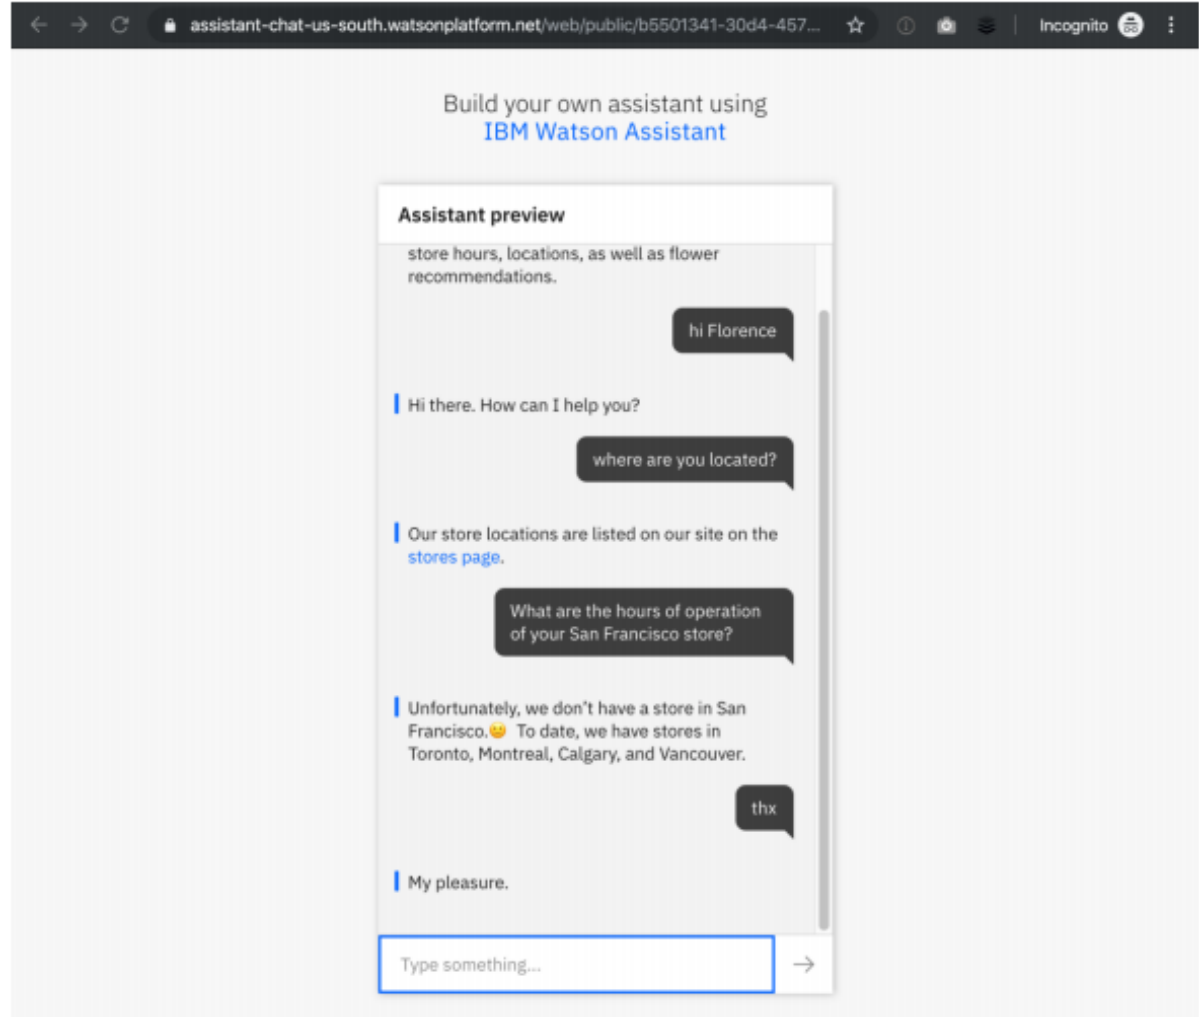 assistant-chat-us-south.watsonplatform.net/web/public/b5501341-30d4-457...
Incognito
Build your own assistant using
IBM Watson Assistant
Assistant preview
store hours, locations, as well as flower
recommendations.
hi Florence
Hi there. How can I help you?
where are you located?
Our store locations are listed on our site on the
stores page.
What are the hours of operation
of your San Francisco store?
Unfortunately, we don't have a store in San
Francisco.🙁 To date, we have stores in
Toronto, Montreal, Calgary, and Vancouver.
thx
My pleasure.
Type something...